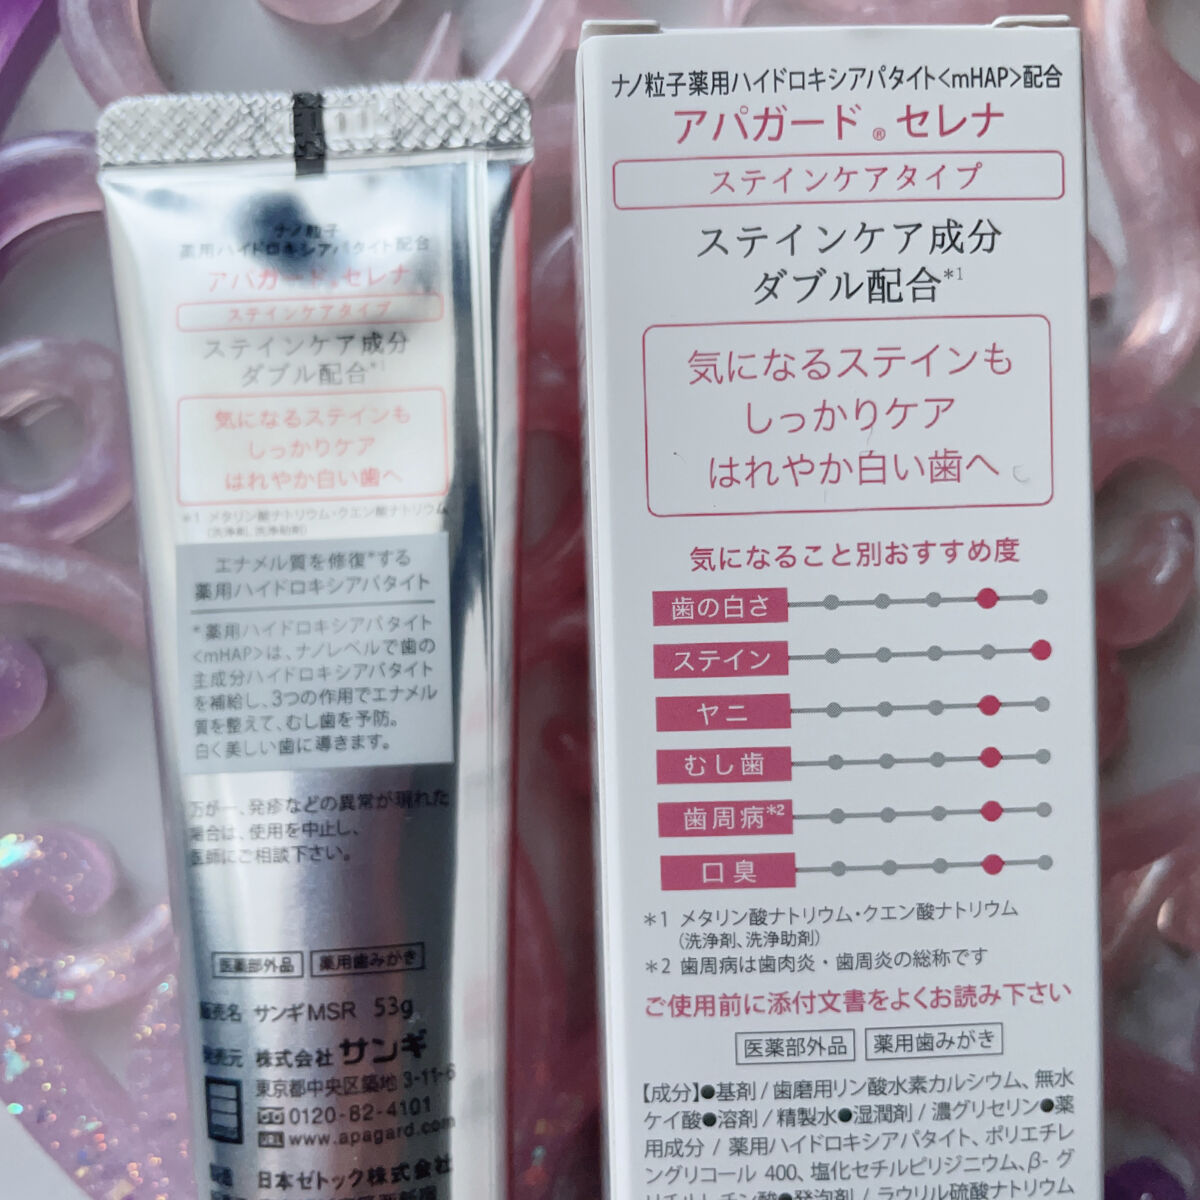 ナノ粒子
薬用ハイドロキシアパタイト配合
アパガード®セレナ
ステインケアタイプ
ステインケア成分
ダブル配合*1
気になるステインも
しっかりケア
はれやか白い歯へ
*1 メタリン酸ナトリウム・クエン酸ナトリウム
(洗浄剤、洗浄助剤)
エナメル質を修復*する
薬用ハイドロキシアパタイト
*薬用ハイドロキシアパタイト
<mHAP>は、ナノレベルで歯の
主成分ハイドロキシアパタイト
を補給し、3つの作用でエナメル
質を整えて、むし歯を予防。
白く美しい歯に導きます。
万が一、発疹などの異常が現れた
場合は、使用を中止し、
医師にご相談下さい。
医薬部外品 薬用歯みがき
販売名 サンギMSR 53g
発売元 株式会社 サンギ
東京都中央区築地 3-11-6
0120-82-4101
www.apagard.com
日本ゼトック株式会社
ナノ粒子薬用ハイドロキシアパタイト<mHAP>配合
アパガード®セレナ
ステインケアタイプ
ステインケア成分
ダブル配合*1
気になるステインも
しっかりケア
はれやか白い歯へ
気になること別おすすめ度
歯の白さ
ステイン
ヤニ
むし歯
歯周病*2
口臭
*1 メタリン酸ナトリウム・クエン酸ナトリウム
(洗浄剤、洗浄助剤)
*2 歯周病は歯肉炎・歯周炎の総称です
ご使用前に添付文書をよくお読み下さい
医薬部外品 薬用歯みがき
【成分】●基剤/歯磨用リン酸水素カルシウム、無水
ケイ酸●溶剤/精製水●湿潤剤/濃グリセリン●薬
用成分/薬用ハイドロキシアパタイト、ポリエチレ
ングリコール 400、塩化セチルピリジニウム、β-グ
リチルレチン酸●発泡剤/ラウリル硫酸ナトリウム